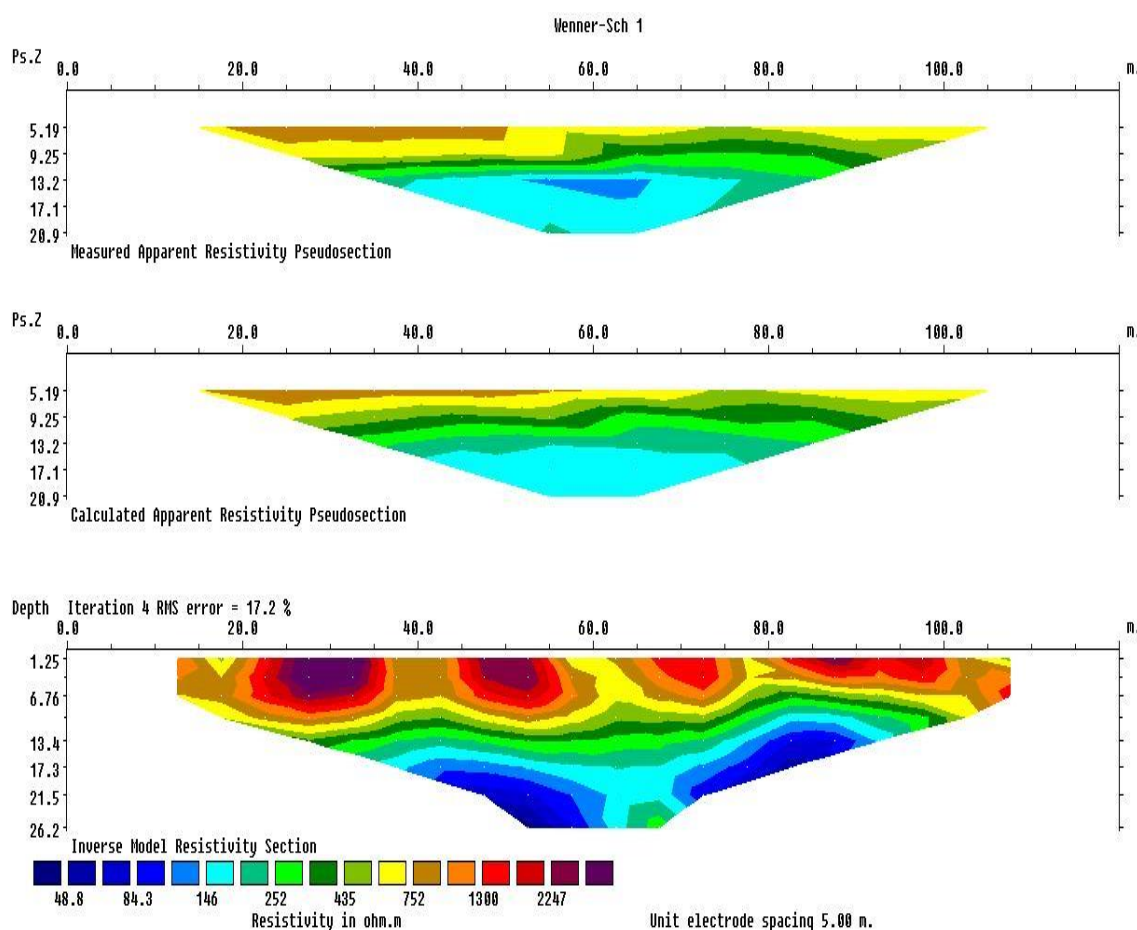 Wenner-Sch 1
Ps.Z 0.0 20.0 40.0 60.0 80.0 100.0 m.
5.19
9.25
13.2
17.1
20.9
Measured Apparent Resistivity Pseudosection
Ps.Z 0.0 20.0 40.0 60.0 80.0 100.0 m.
5.19
9.25
13.2
17.1
20.9
Calculated Apparent Resistivity Pseudosection
Depth Iteration 4 RMS error = 17.2 %
0.0 20.0 40.0 60.0 80.0 100.0 m.
1.25
6.76
13.4
17.3
21.5
26.2
Inverse Model Resistivity Section
48.8 84.3 146 252 435 752 1300 2247
Resistivity in ohm.m Unit electrode spacing 5.00 m.